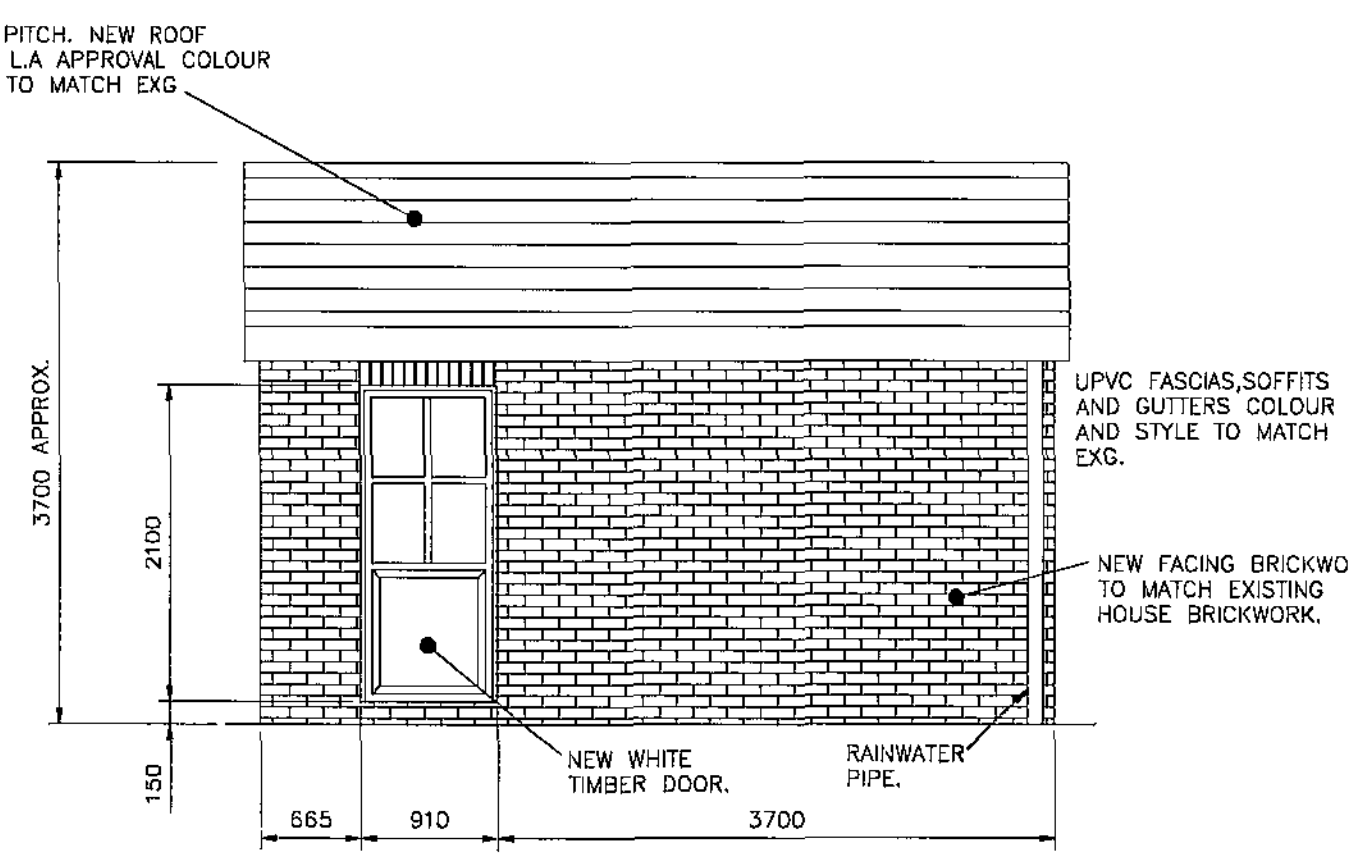 PITCH. NEW ROOF
L.A APPROVAL COLOUR
TO MATCH EXG
3700 APPROX.
2100
150
UPVC FASCIAS,SOFFITS
AND GUTTERS COLOUR
AND STYLE TO MATCH
EXG.
NEW FACING BRICKWO
TO MATCH EXISTING
HOUSE BRICKWORK.
NEW WHITE
TIMBER DOOR.
RAINWATER
PIPE.
665
910
3700